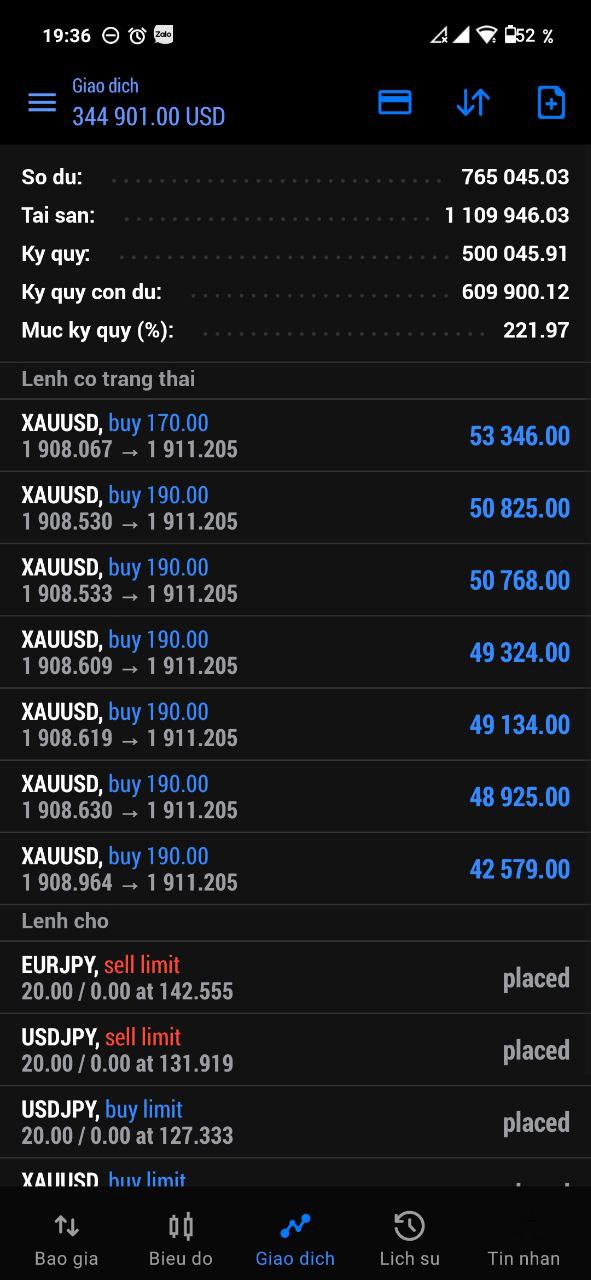 19:36 Zalo 52 %
Giao dich
344 901.00 USD
So du: 765 045.03
Tai san: 1 109 946.03
Ky quy: 500 045.91
Ky quy con du: 609 900.12
Muc ky quy (%): 221.97
Lenh co trang thai
XAUUSD, buy 170.00
1 908.067 → 1 911.205 53 346.00
XAUUSD, buy 190.00
1 908.530 → 1 911.205 50 825.00
XAUUSD, buy 190.00
1 908.533 → 1 911.205 50 768.00
XAUUSD, buy 190.00
1 908.609 → 1 911.205 49 324.00
XAUUSD, buy 190.00
1 908.619 → 1 911.205 49 134.00
XAUUSD, buy 190.00
1 908.630 → 1 911.205 48 925.00
XAUUSD, buy 190.00
1 908.964 → 1 911.205 42 579.00
Lenh cho
EURJPY, sell limit
20.00 / 0.00 at 142.555 placed
USDJPY, sell limit
20.00 / 0.00 at 131.919 placed
USDJPY, buy limit
20.00 / 0.00 at 127.333 placed
XAUUSD, buy limit
Bao gia Bieu do Giao dich Lich su Tin nhan